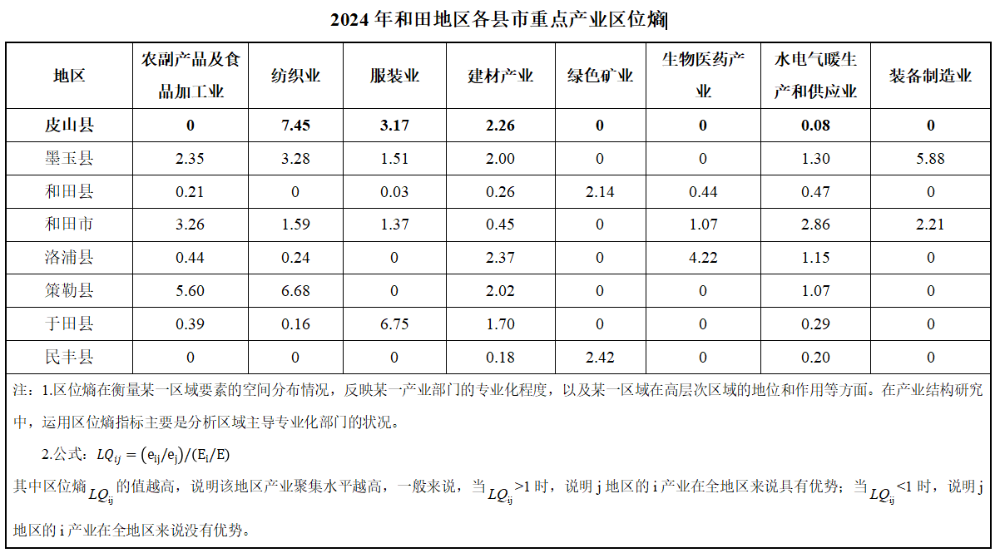 2024 年和田地区各县市重点产业区位熵
地区 农副产品及食品加工业 纺织业 服装业 建材产业 绿色矿业 生物医药产业 水电气暖生产和供应业 装备制造业
皮山县 0 7.45 3.17 2.26 0 0 0.08 0
墨玉县 2.35 3.28 1.51 2.00 0 0 1.30 5.88
和田县 0.21 0 0.03 0.26 2.14 0.44 0.47 0
和田市 3.26 1.59 1.37 0.45 0 1.07 2.86 2.21
洛浦县 0.44 0.24 0 2.37 0 4.22 1.15 0
策勒县 5.60 6.68 0 2.02 0 0 1.07 0
于田县 0.39 0.16 6.75 1.70 0 0 0.29 0
民丰县 0 0 0 0.18 2.42 0 0.20 0
注：1.区位熵在衡量某一区域要素的空间分布情况，反映某一产业部门的专业化程度，以及某一区域在高层次区域的地位和作用等方面。在产业结构研究
中，运用区位熵指标主要是分析区域主导专业化部门的状况。
2.公式：LQij = (eij/ej)/(Ei/E)
其中区位熵LQij的值越高，说明该地区产业聚集水平越高，一般来说，当LQij>1 时，说明 j 地区的 i 产业在全地区来说具有优势；当LQij<1 时，说明 j
地区的 i 产业在全地区来说没有优势。